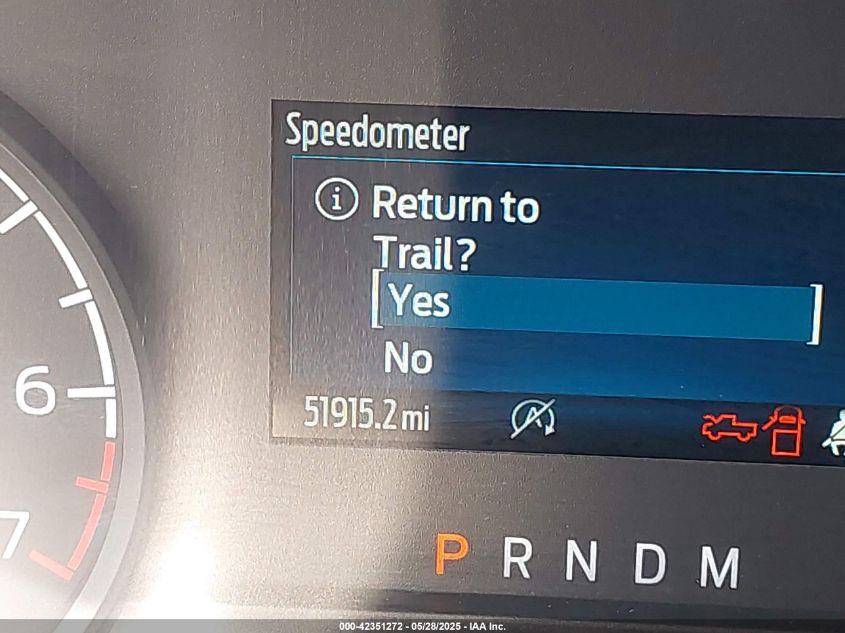 Speedometer
Return to
Trail?
Yes
No
51915.2 mi
6
7
P R N D M
000-42351272 - 05/28/2025 - IAA Inc.